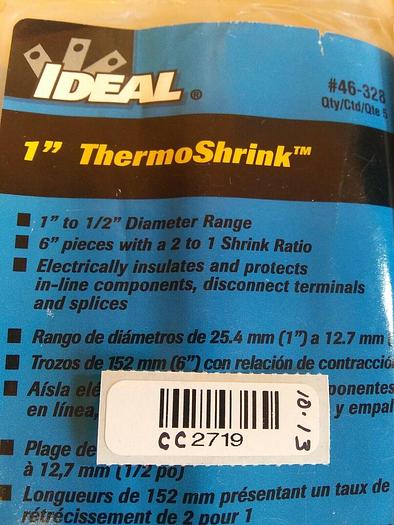 IDEAL®
#46-328
Qty/Ctd/Qte 5
1” ThermoShrink™
■ 1” to 1/2” Diameter Range
■ 6” pieces with a 2 to 1 Shrink Ratio
■ Electrically insulates and protects
in-line components, disconnect terminals
and splices
■ Rango de diámetros de 25.4 mm (1”) a 12.7 mm
■ Trozos de 152 mm (6”) con relación de contracció
■ Aísla elé ponentes
en línea, y empal
CC2719
10.13
■ Plage de
à 12,7 mm (1/2 po)
■ Longueurs de 152 mm présentant un taux de
rétrécissement de 2 pour 1